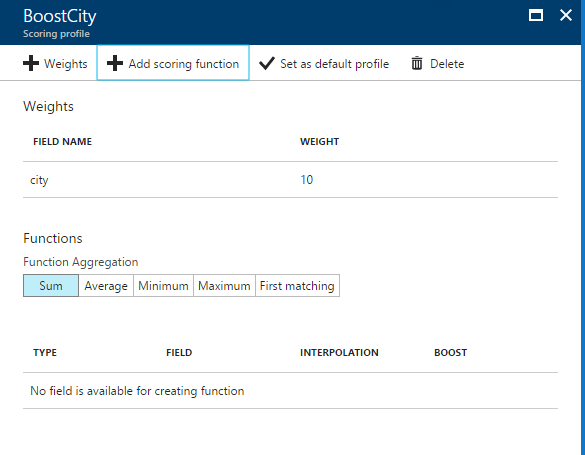 BoostCity
Scoring profile
Weights Add scoring function Set as default profile Delete
Weights
FIELD NAME WEIGHT
city 10
Functions
Function Aggregation
Sum Average Minimum Maximum First matching
TYPE FIELD INTERPOLATION BOOST
No field is available for creating function